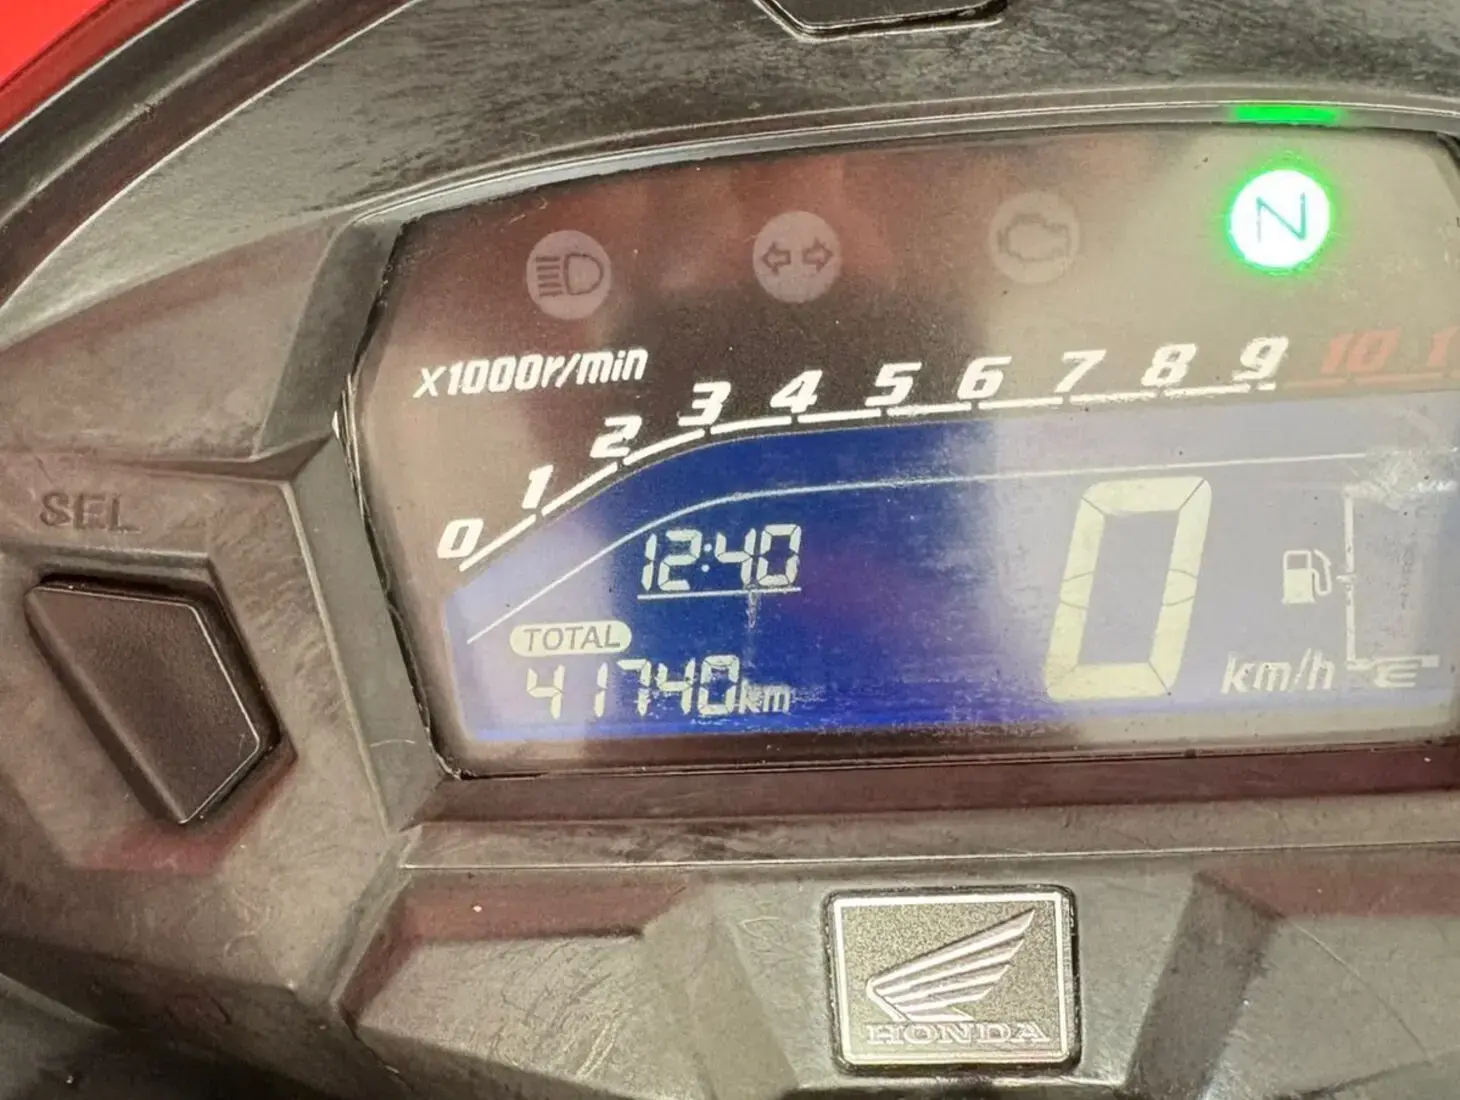 N
x1000r/min
0 1 2 3 4 5 6 7 8 9 10
SEL
12:40
TOTAL
41740km
0
km/h
E
HONDA